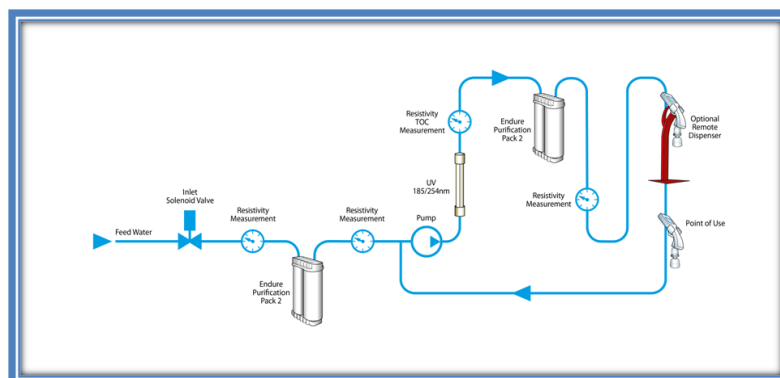 Feed Water
Inlet
Solenoid Valve
Resistivity
Measurement
Endure
Purification
Pack 2
Resistivity
Measurement
Pump
UV
185/254nm
Resistivity
TOC
Measurement
Endure
Purification
Pack 2
Resistivity
Measurement
Optional
Remote
Dispenser
Point of Use